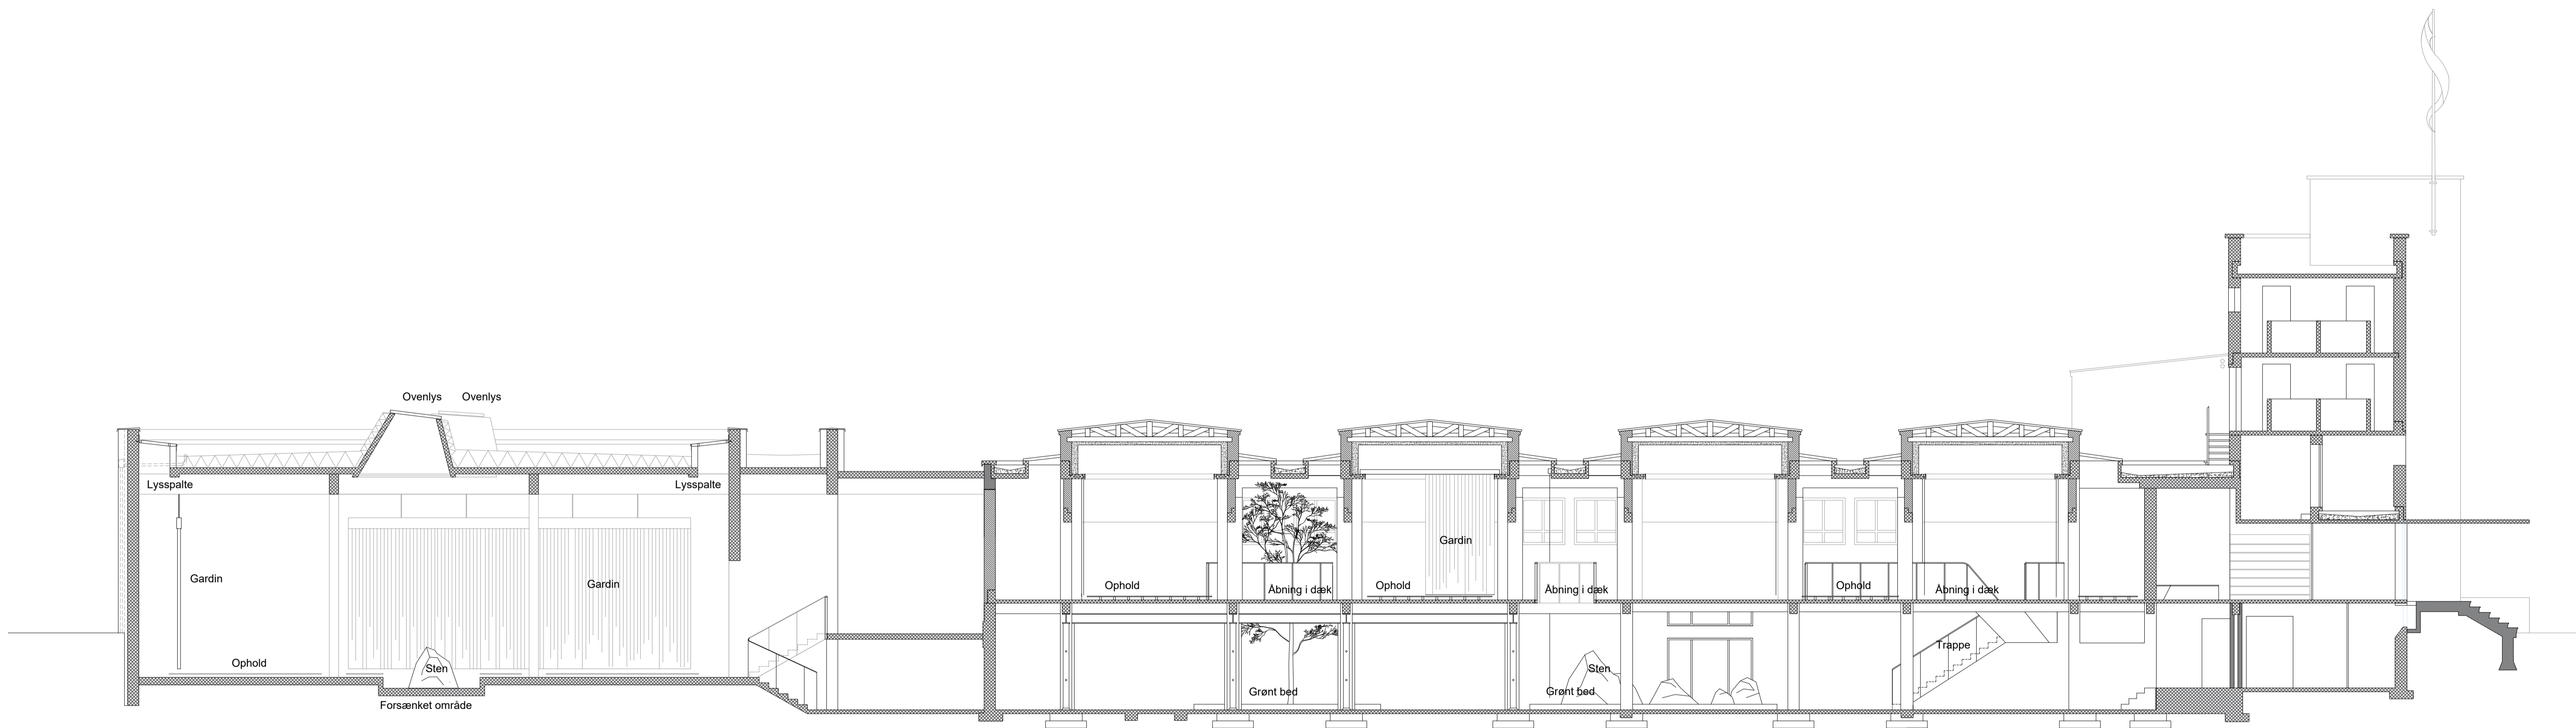 Ovenlys
Ovenlys
Lysspalte
Lysspalte
Gardin
Gardin
Gardin
Ophold
Åbning i dæk
Ophold
Åbning i dæk
Ophold
Åbning i dæk
Ophold
Sten
Forsænket område
Trappe
Sten
Grønt bed
Grønt bed